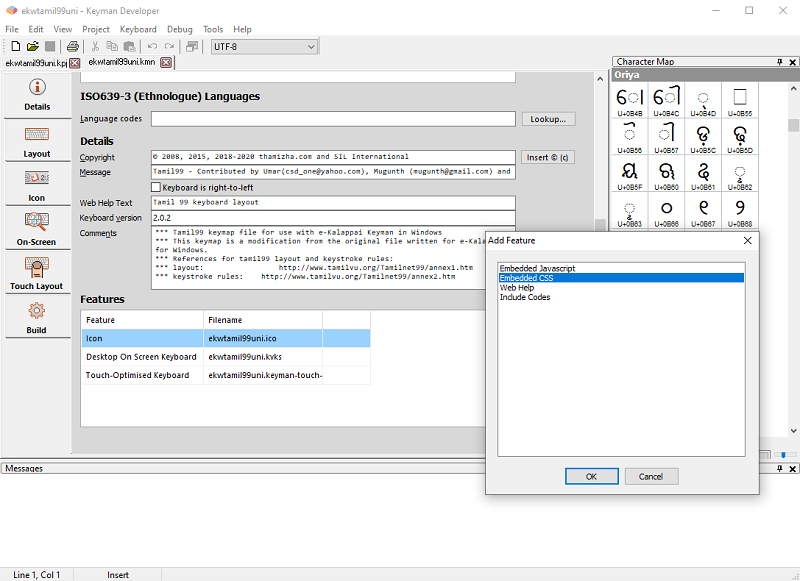 ekwtamil99uni - Keyman Developer
File Edit View Project Keyboard Debug Tools Help
UTF-8
ekwtamil99uni.kpj ekwtamil99uni.kmn
Details
Layout
Icon
On-Screen
Touch Layout
Build
ISO639-3 (Ethnologue) Languages
Language codes Lookup...
Details
Copyright © 2008, 2015, 2018-2020 thamizha.com and SIL International Insert © (c)
Message Tamil99 - Contributed by Umar(csd_one@yahoo.com), Mugunth (mugunth@gmail.com) and
Keyboard is right-to-left
Web Help Text Tamil 99 keyboard layout
Keyboard version 2.0.2
Comments *** Tamil99 keymap file for use with e-Kalappai Keyman in Windows
*** This keymap is a modification from the original file written for e-Kala
for Windows.
*** References for tamil99 layout and keystroke rules:
*** layout: http://www.tamilvu.org/Tamilnet99/annex1.htm
*** keystroke rules: http://www.tamilvu.org/Tamilnet99/annex2.htm
Features
Feature Filename
Icon ekwtamil99uni.ico
Desktop On Screen Keyboard ekwtamil99uni.kvks
Touch-Optimised Keyboard ekwtamil99uni.keyman-touch-
Character Map
Oriya
U+0B4B U+0B4C U+0B4D U+0B55
U+0B56 U+0B57 U+0B5C U+0B5D
ୟ ୠ ୡ
U+0B5F U+0B60 U+0B61 U+0B62
୦ ୧ ୨
U+0B63 U+0B66 U+0B67 U+0B68
Add Feature
Embedded Javascript
Embedded CSS
Web Help
Include Codes
OK Cancel
Messages
Line 1, Col 1 Insert